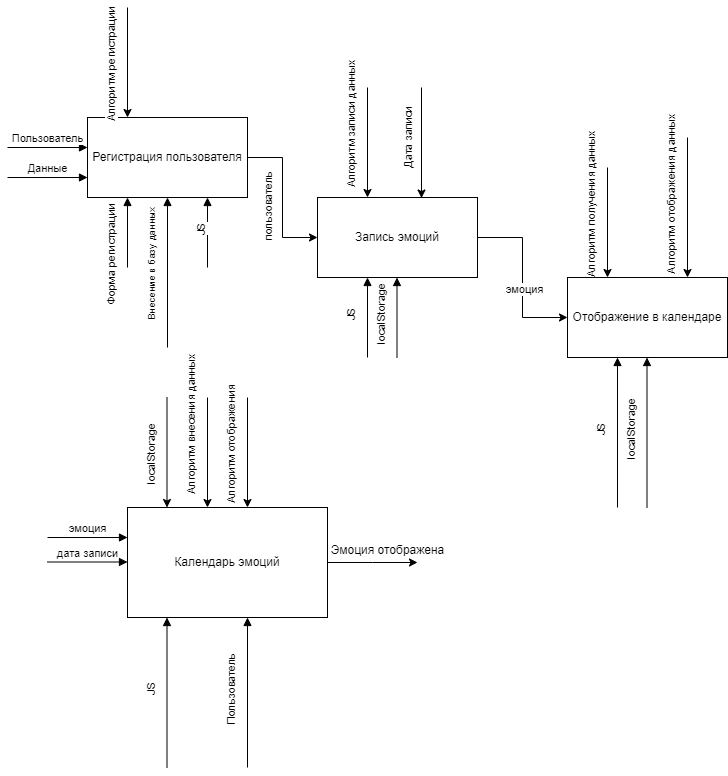 Алгоритм регистрации
Пользователь
Данные
Регистрация пользователя
Форма регистрации
Внесение в базу данных
JS
пользователь
Алгоритм записи данных
Дата записи
Запись эмоций
JS
localStorage
эмоция
Алгоритм получения данных
Алгоритм отображения данных
Отображение в календаре
JS
localStorage
localStorage
Алгоритм внесения данных
Алгоритм отображения
эмоция
дата записи
Календарь эмоций
Эмоция отображена
JS
Пользователь